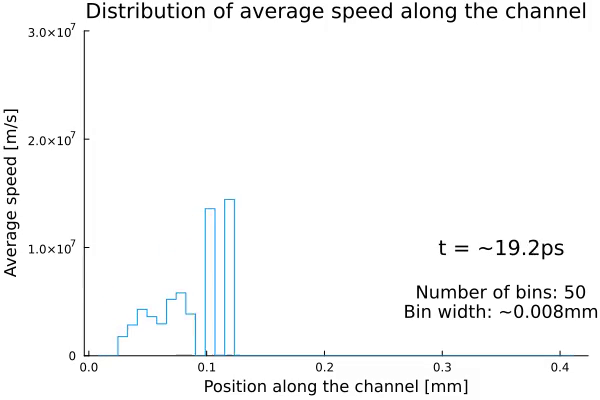 Distribution of average speed along the channel
3.0×10⁷
2.0×10⁷
1.0×10⁷
0
Average speed [m/s]
t = ~19.2ps
Number of bins: 50
Bin width: ~0.008mm
0.0 0.1 0.2 0.3 0.4
Position along the channel [mm]